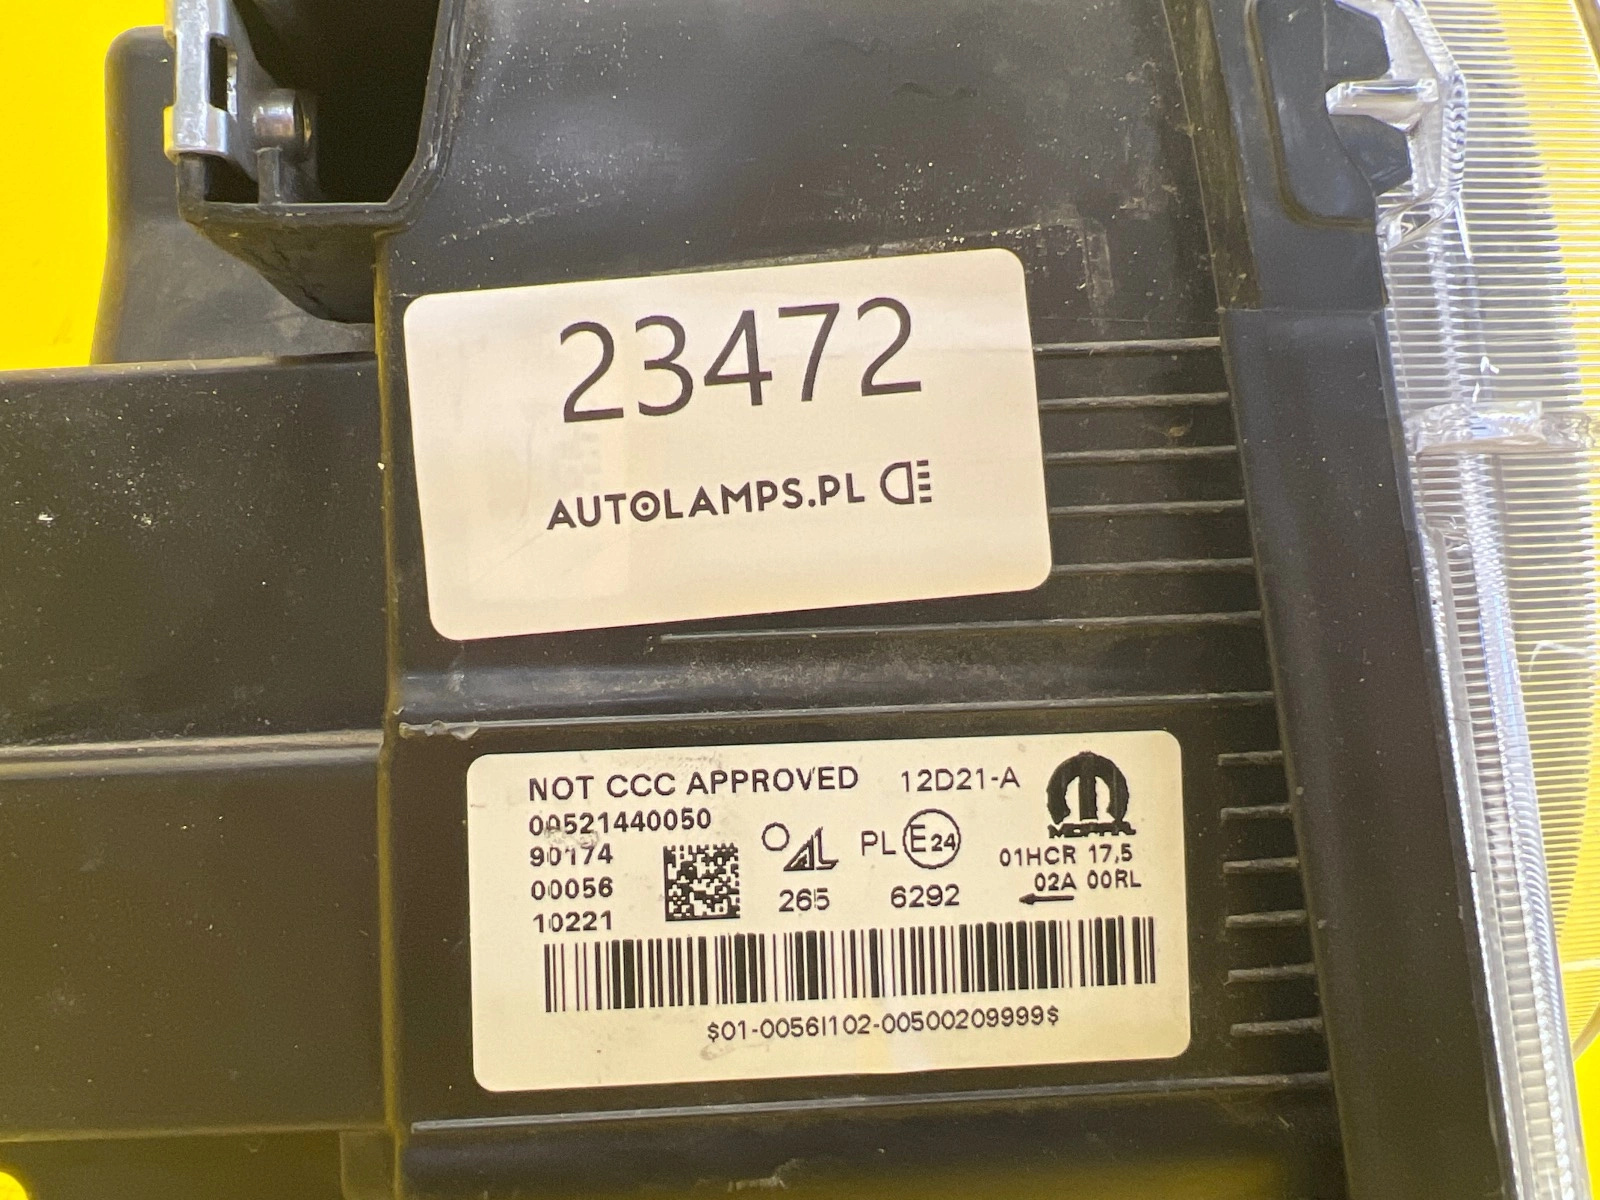 23472
AUTOLAMPS.PL
NOT CCC APPROVED 12D21-A
00521440050
MOPAR
90174
AL PL E24
01HCR 17,5
00056
265 6292
02A 00RL
10221
$01-0056I102-00500209999$